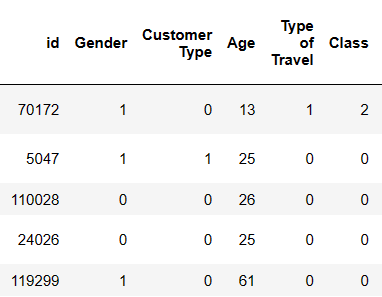 id Gender Customer Type Age Type of Travel Class
70172 1 0 13 1 2
5047 1 1 25 0 0
110028 0 0 26 0 0
24026 0 0 25 0 0
119299 1 0 61 0 0